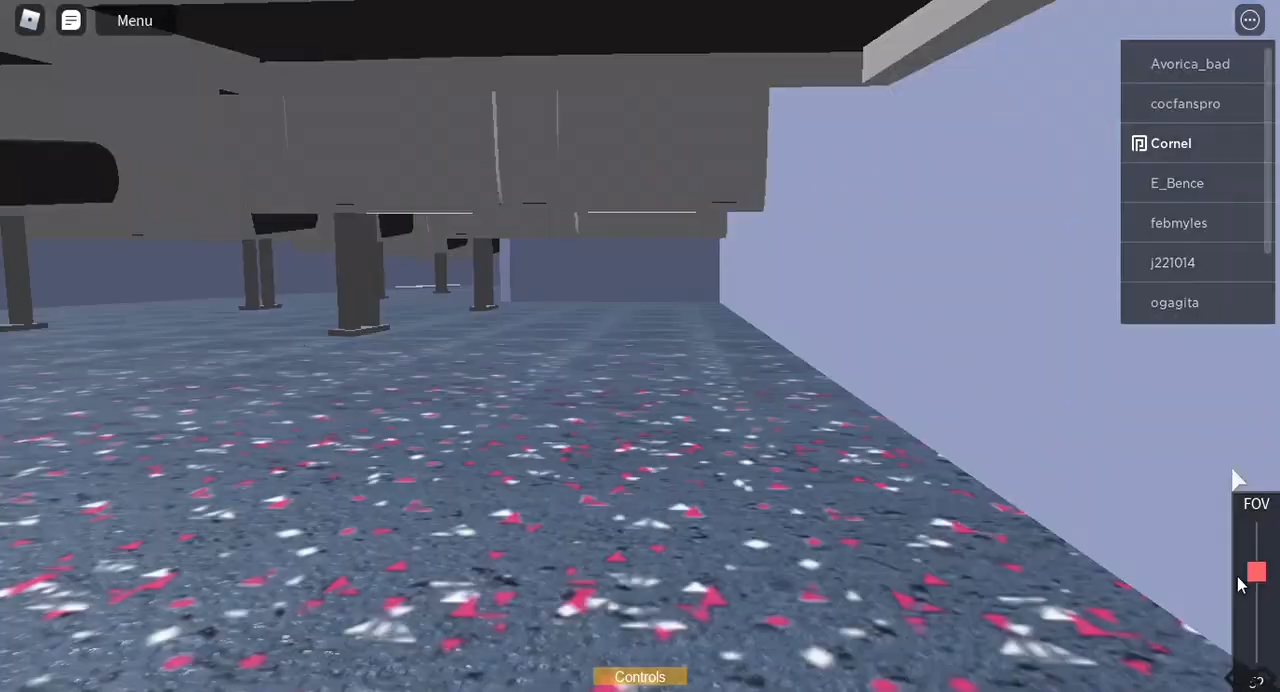 Menu
Avorica_bad
cocfanspro
Cornel
E_Bence
febmyles
j221014
ogagita
FOV
Controls